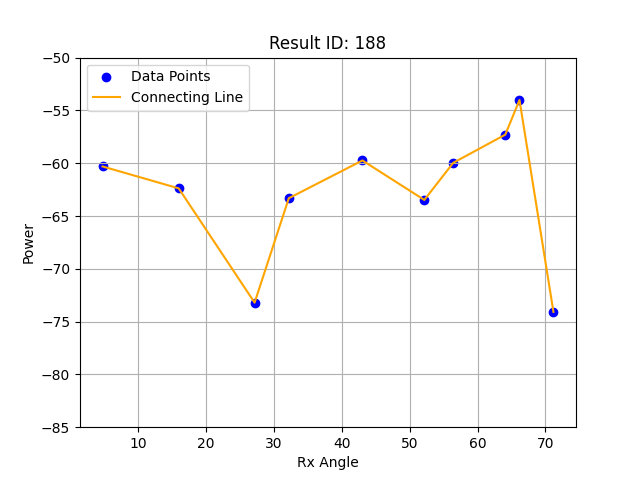 Result ID: 188
Data Points
Connecting Line
−50
−55
−60
−65
−70
−75
−80
−85
Power
10 20 30 40 50 60 70
Rx Angle